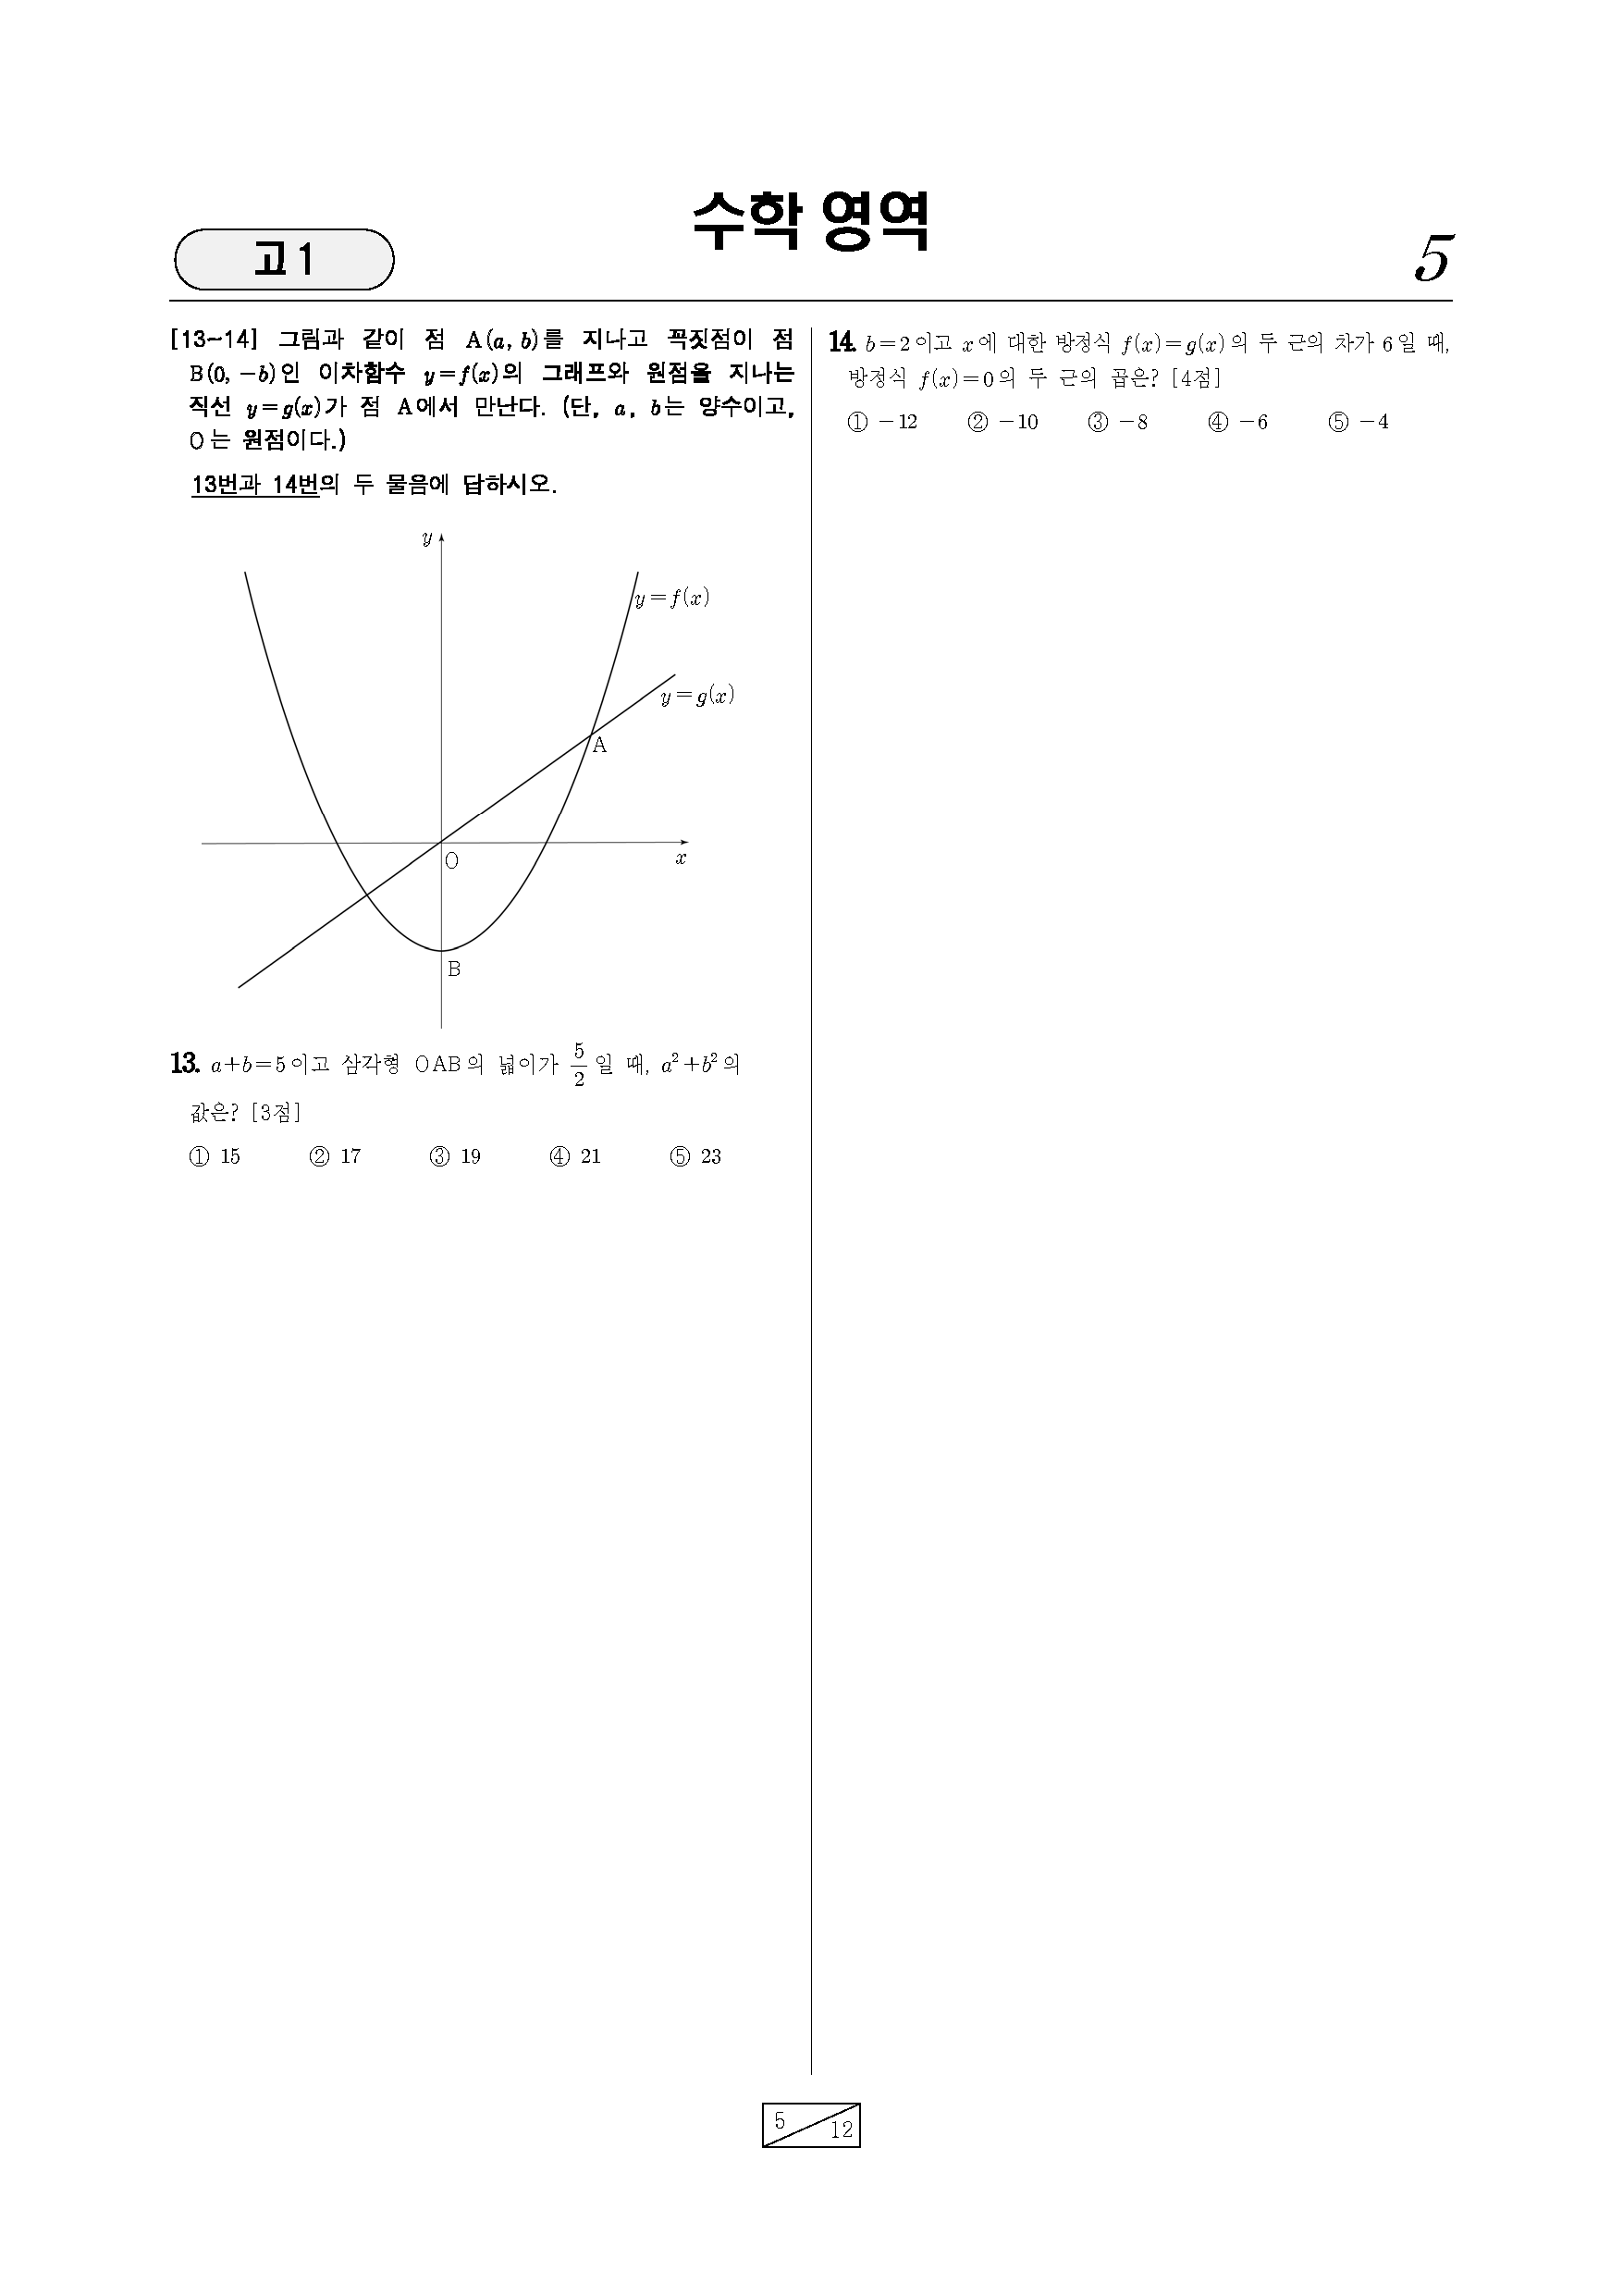 수학 영역
고 1
5
[13~14] 그림과 같이 점 A(a, b)를 지나고 꼭짓점이 점
B(0, −b)인 이차함수 y=f(x)의 그래프와 원점을 지나는
직선 y=g(x)가 점 A에서 만난다. (단, a, b는 양수이고,
O는 원점이다.)
13번과 14번의 두 물음에 답하시오.
y
y=f(x)
y=g(x)
A
O
x
B
13. a+b=5이고 삼각형 OAB의 넓이가 5/2일 때, a²+b²의
값은? [3점]
① 15 ② 17 ③ 19 ④ 21 ⑤ 23
14. b=2이고 x에 대한 방정식 f(x)=g(x)의 두 근의 차가 6일 때,
방정식 f(x)=0의 두 근의 곱은? [4점]
① −12 ② −10 ③ −8 ④ −6 ⑤ −4
5
12